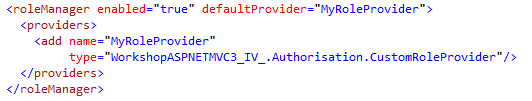 <roleManager enabled="true" defaultProvider="MyRoleProvider">
<providers>
<add name="MyRoleProvider"
type="WorkshopASPNETMVC3_IV_.Authorisation.CustomRoleProvider"/>
</providers>
</roleManager>